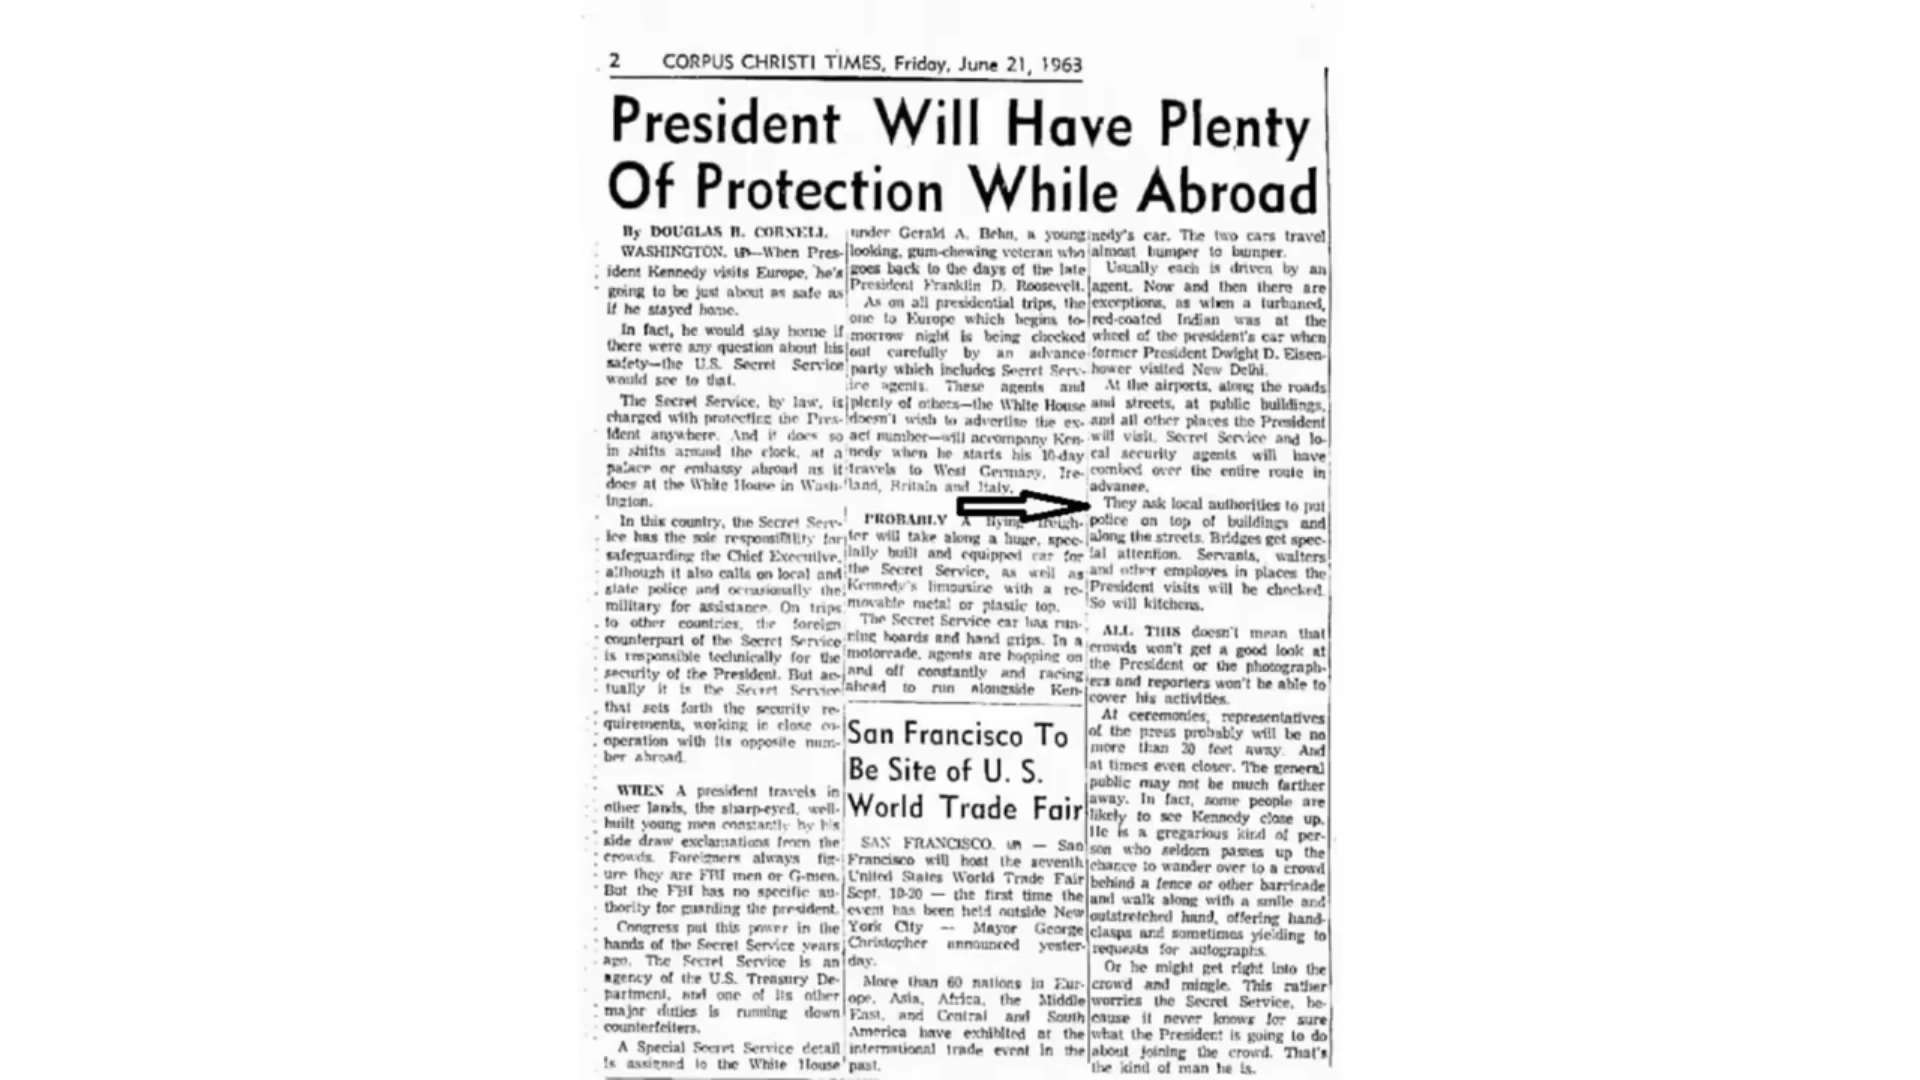 2 CORPUS CHRISTI TIMES, Friday, June 21, 1963
President Will Have Plenty
Of Protection While Abroad
By DOUGLAS B. CORNELL
WASHINGTON, (AP)—When Pres-
ident Kennedy visits Europe, he's
going to be just about as safe as
if he stayed home.
In fact, he would stay home if
there were any question about his
safety—the U.S. Secret Service
would see to that.
The Secret Service, by law, is
charged with protecting the Pres-
ident anywhere. And it does so
in shifts around the clock, at a
palace or embassy abroad as it
does at the White House in Wash-
ington.
In this country, the Secret Serv-
ice has the sole responsibility for
safeguarding the Chief Executive,
although it also calls on local and
state police and occasionally the
military for assistance. On trips
to other countries, the foreign
counterpart of the Secret Service
is responsible technically for the
security of the President. But ac-
tually it is the Secret Service
that sets forth the security re-
quirements, working in close co-
operation with its opposite num-
ber abroad.
WHEN A president travels in
other lands, the sharp-eyed, well-
built young men constantly by his
side draw exclamations from the
crowds. Foreigners always fig-
ure they are FBI men or G-men.
But the FBI has no specific au-
thority for guarding the president.
Congress put this power in the
hands of the Secret Service years
ago. The Secret Service is an
agency of the U.S. Treasury De-
partment, and one of its other
major duties is running down
counterfeiters.
A Special Secret Service detail
is assigned to the White House
under Gerald A. Behn, a young
looking, gum-chewing veteran who
goes back to the days of the late
President Franklin D. Roosevelt.
As on all presidential trips, the
one to Europe which begins to-
morrow night is being checked
out carefully by an advance
party which includes Secret Serv-
ice agents. These agents and
plenty of others—the White House
doesn't wish to advertise the ex-
act number—will accompany Ken-
nedy when he starts his 10-day
travels to West Germany, Ire-
land, Britain and Italy.
PROBABLY A flying freigh-
ter will take along a huge, spec-
ially built and equipped car for
the Secret Service, as well as
Kennedy's limousine with a re-
movable metal or plastic top.
The Secret Service car has run-
ning boards and hand grips. In a
motorcade, agents are hopping on
and off constantly and racing
ahead to run alongside Ken-
San Francisco To
Be Site of U. S.
World Trade Fair
SAN FRANCISCO, (AP) — San
Francisco will host the seventh
United States World Trade Fair
Sept. 10-20 — the first time the
event has been held outside New
York City — Mayor George
Christopher announced yester-
day.
More than 60 nations in Eur-
ope, Asia, Africa, the Middle
East, and Central and South
America have exhibited at the
international trade event in the
past.
nedy's car. The two cars travel
almost bumper to bumper.
Usually each is driven by an
agent. Now and then there are
exceptions, as when a turbaned,
red-coated Indian was at the
wheel of the president's car when
former President Dwight D. Eisen-
hower visited New Delhi.
At the airports, along the roads
and streets, at public buildings,
and all other places the President
will visit, Secret Service and lo-
cal security agents will have
combed over the entire route in
advance.
They ask local authorities to put
police on top of buildings and
along the streets. Bridges get spec-
ial attention. Servants, waiters
and other employes in places the
President visits will be checked.
So will kitchens.
ALL THIS doesn't mean that
crowds won't get a good look at
the President or the photograph-
ers and reporters won't be able to
cover his activities.
At ceremonies, representatives
of the press probably will be no
more than 20 feet away. And
at times even closer. The general
public may not be much farther
away. In fact, some people are
likely to see Kennedy close up.
He is a gregarious kind of per-
son who seldom passes up the
chance to wander over to a crowd
behind a fence or other barricade
and walk along with a smile and
outstretched hand, offering hand-
clasps and sometimes yielding to
requests for autographs.
Or he might get right into the
crowd and mingle. This rather
worries the Secret Service, be-
cause it never knows for sure
what the President is going to do
about joining the crowd. That's
the kind of man he is.